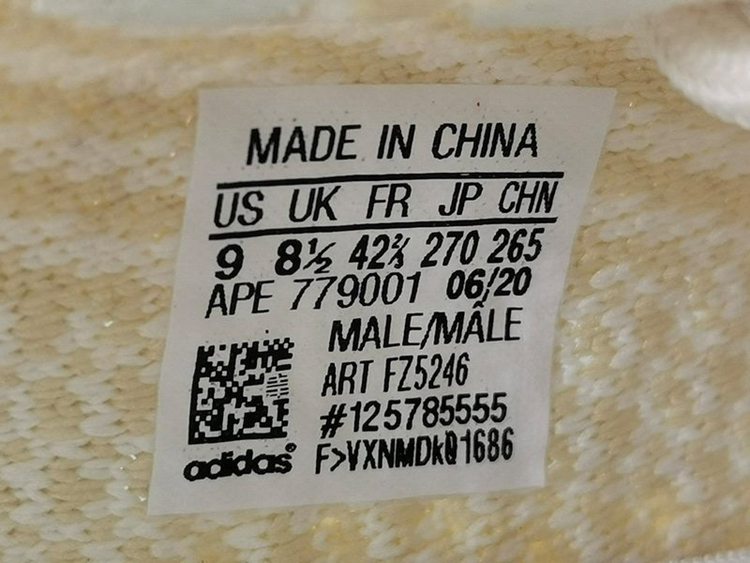 MADE IN CHINA
US UK FR JP CHN
9 8½ 42⅔ 270 265
APE 779001 06/20
MALE/MÂLE
ART FZ5246
#125785555
adidas® F>VXNMDkQ1686